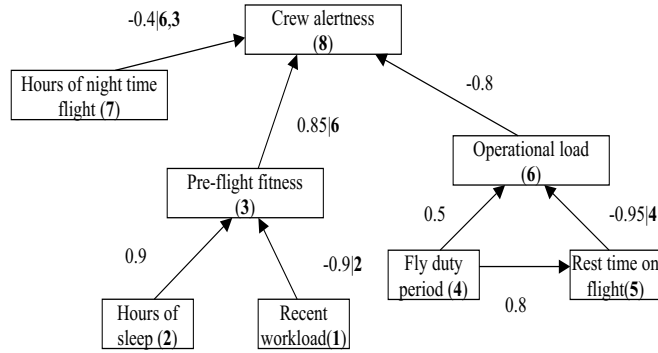 -0.4|6,3
Crew alertness
(8)
Hours of night time
flight (7)
-0.8
0.85|6
Operational load
(6)
Pre-flight fitness
(3)
0.5
-0.95|4
0.9
-0.9|2
Fly duty
period (4)
Rest time on
flight(5)
0.8
Hours of
sleep (2)
Recent
workload(1)